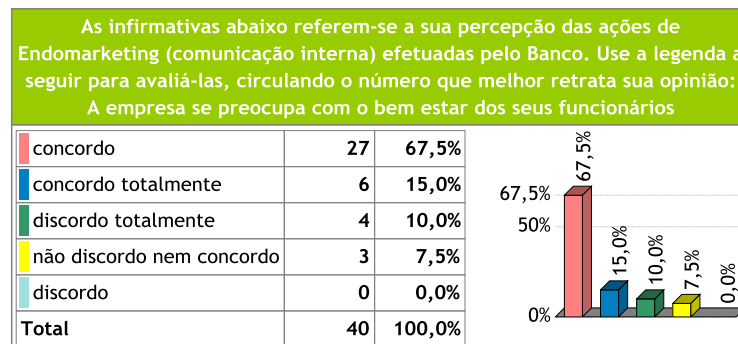 As infirmativas abaixo referem-se a sua percepção das ações de
Endomarketing (comunicação interna) efetuadas pelo Banco. Use a legenda a
seguir para avaliá-las, circulando o número que melhor retrata sua opinião:
A empresa se preocupa com o bem estar dos seus funcionários
concordo 27 67,5%
concordo totalmente 6 15,0%
discordo totalmente 4 10,0%
não discordo nem concordo 3 7,5%
discordo 0 0,0%
Total 40 100,0%
67,5%
50%
0%
67,5%
15,0%
10,0%
7,5%
0,0%